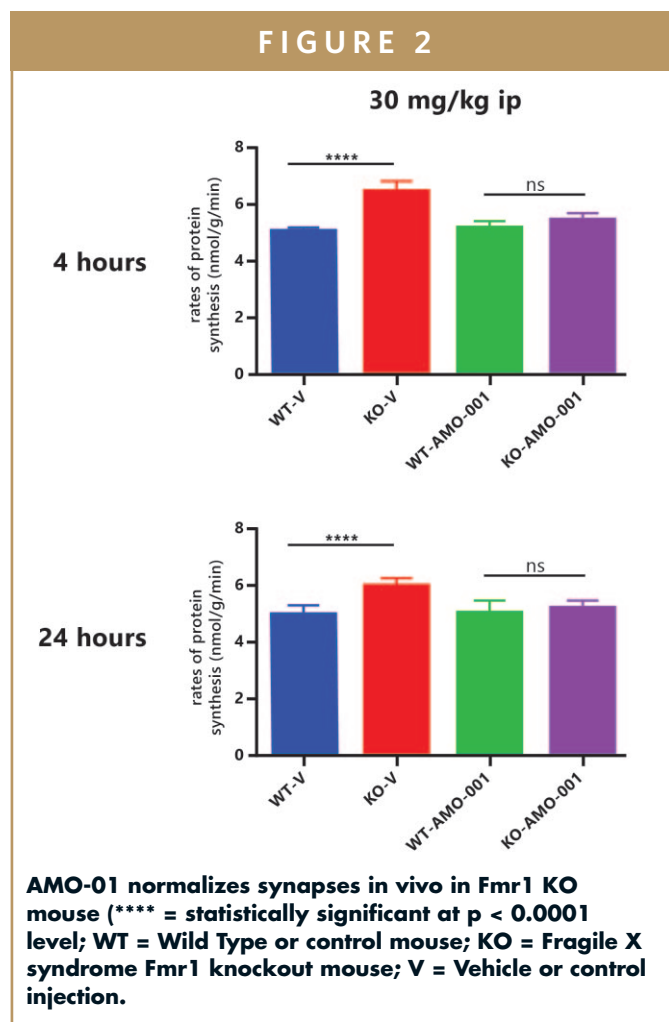 FIGURE 2
30 mg/kg ip
4 hours
rates of protein
synthesis (nmol/g/min)
8
6
4
2
0
****
ns
WT-V
KO-V
WT-AMO-001
KO-AMO-001
24 hours
rates of protein
synthesis (nmol/g/min)
8
6
4
2
0
****
ns
WT-V
KO-V
WT-AMO-001
KO-AMO-001
AMO-01 normalizes synapses in vivo in Fmr1 KO
mouse (**** = statistically significant at p < 0.0001
level; WT = Wild Type or control mouse; KO = Fragile X
syndrome Fmr1 knockout mouse; V = Vehicle or control
injection.